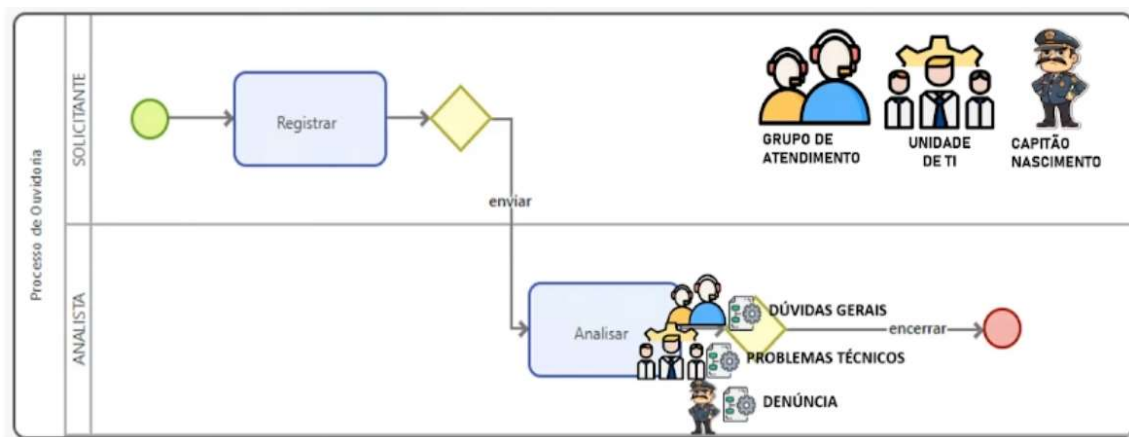 Processo de Ouvidoria
SOLICITANTE
Registrar
enviar
GRUPO DE
ATENDIMENTO
UNIDADE
DE TI
CAPITÃO
NASCIMENTO
ANALISTA
Analisar
DÚVIDAS GERAIS
PROBLEMAS TÉCNICOS
DENÚNCIA
encerrar